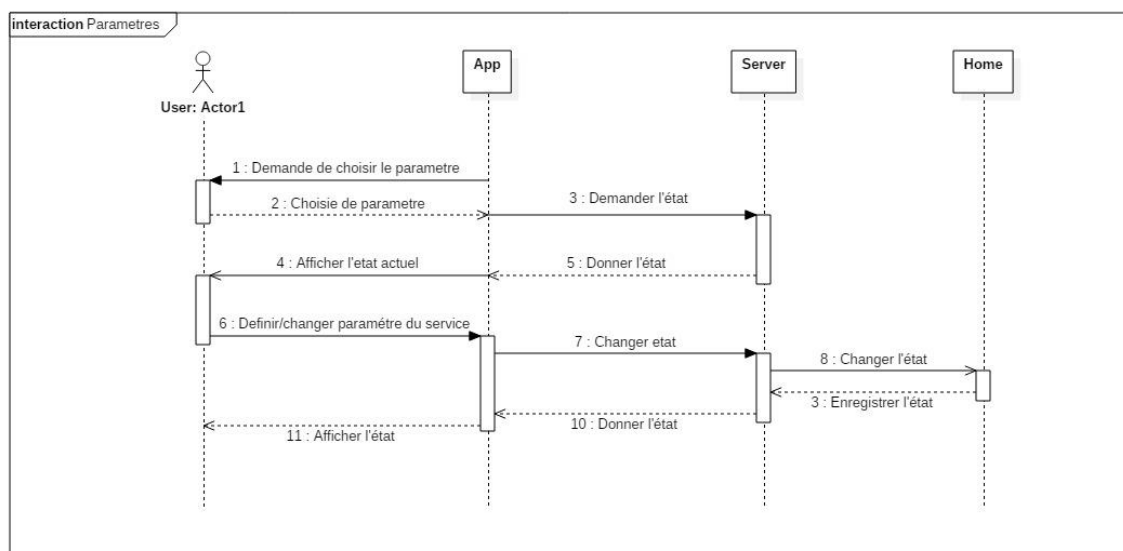 interaction Parametres
User: Actor1
App
Server
Home
1 : Demande de choisir le parametre
2 : Choisie de parametre
3 : Demander l'état
4 : Afficher l'etat actuel
5 : Donner l'état
6 : Definir/changer paramétre du service
7 : Changer etat
8 : Changer l'état
3 : Enregistrer l'état
10 : Donner l'état
11 : Afficher l'état